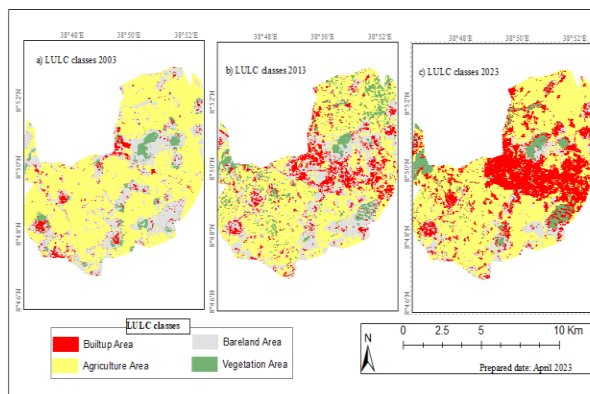 38°48'E 38°50'E 38°52'E
38°48'E 38°50'E 38°52'E
38°48'E 38°50'E 38°52'E
a) LULC classes 2003
b) LULC classes 2013
c) LULC classes 2023
8°52'N
8°50'N
8°48'N
8°46'N
8°52'N
8°50'N
8°48'N
8°46'N
8°52'N
8°50'N
8°48'N
8°46'N
LULC classes
Builtup Area
Bareland Area
Agriculture Area
Vegetation Area
N
0 2.5 5 10 Km
Prepared date: April 2023